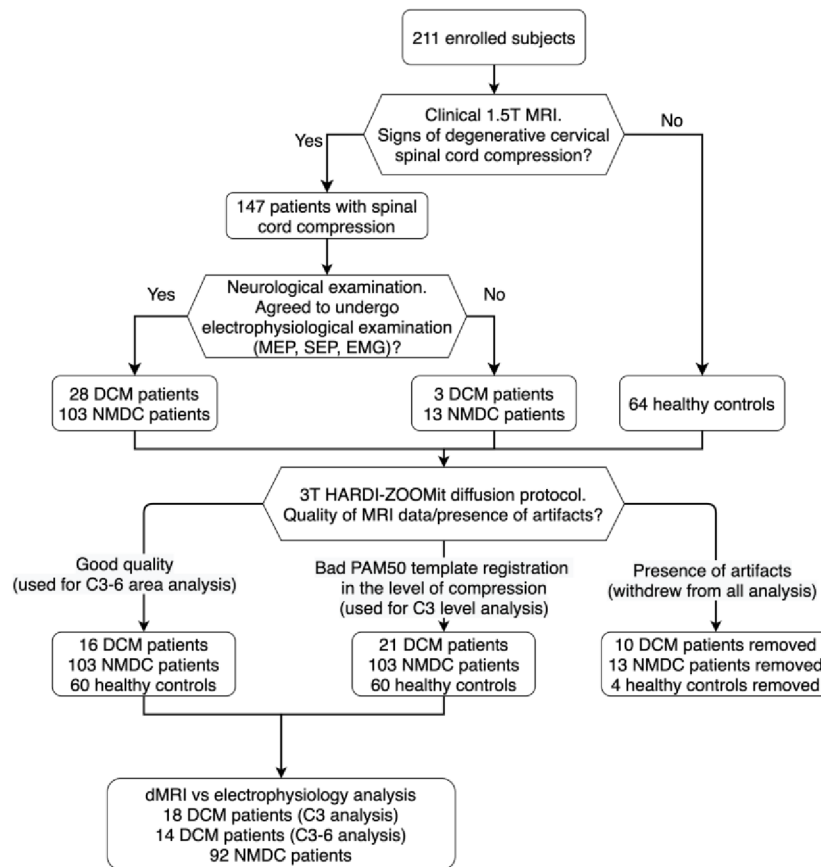 211 enrolled subjects
Clinical 1.5T MRI.
Signs of degenerative cervical
spinal cord compression?
Yes
No
147 patients with spinal
cord compression
Neurological examination.
Agreed to undergo
electrophysiological examination
(MEP, SEP, EMG)?
Yes
No
28 DCM patients
103 NMDC patients
3 DCM patients
13 NMDC patients
64 healthy controls
3T HARDI-ZOOMit diffusion protocol.
Quality of MRI data/presence of artifacts?
Good quality
(used for C3-6 area analysis)
Bad PAM50 template registration
in the level of compression
(used for C3 level analysis)
Presence of artifacts
(withdrew from all analysis)
16 DCM patients
103 NMDC patients
60 healthy controls
21 DCM patients
103 NMDC patients
60 healthy controls
10 DCM patients removed
13 NMDC patients removed
4 healthy controls removed
dMRI vs electrophysiology analysis
18 DCM patients (C3 analysis)
14 DCM patients (C3-6 analysis)
92 NMDC patients